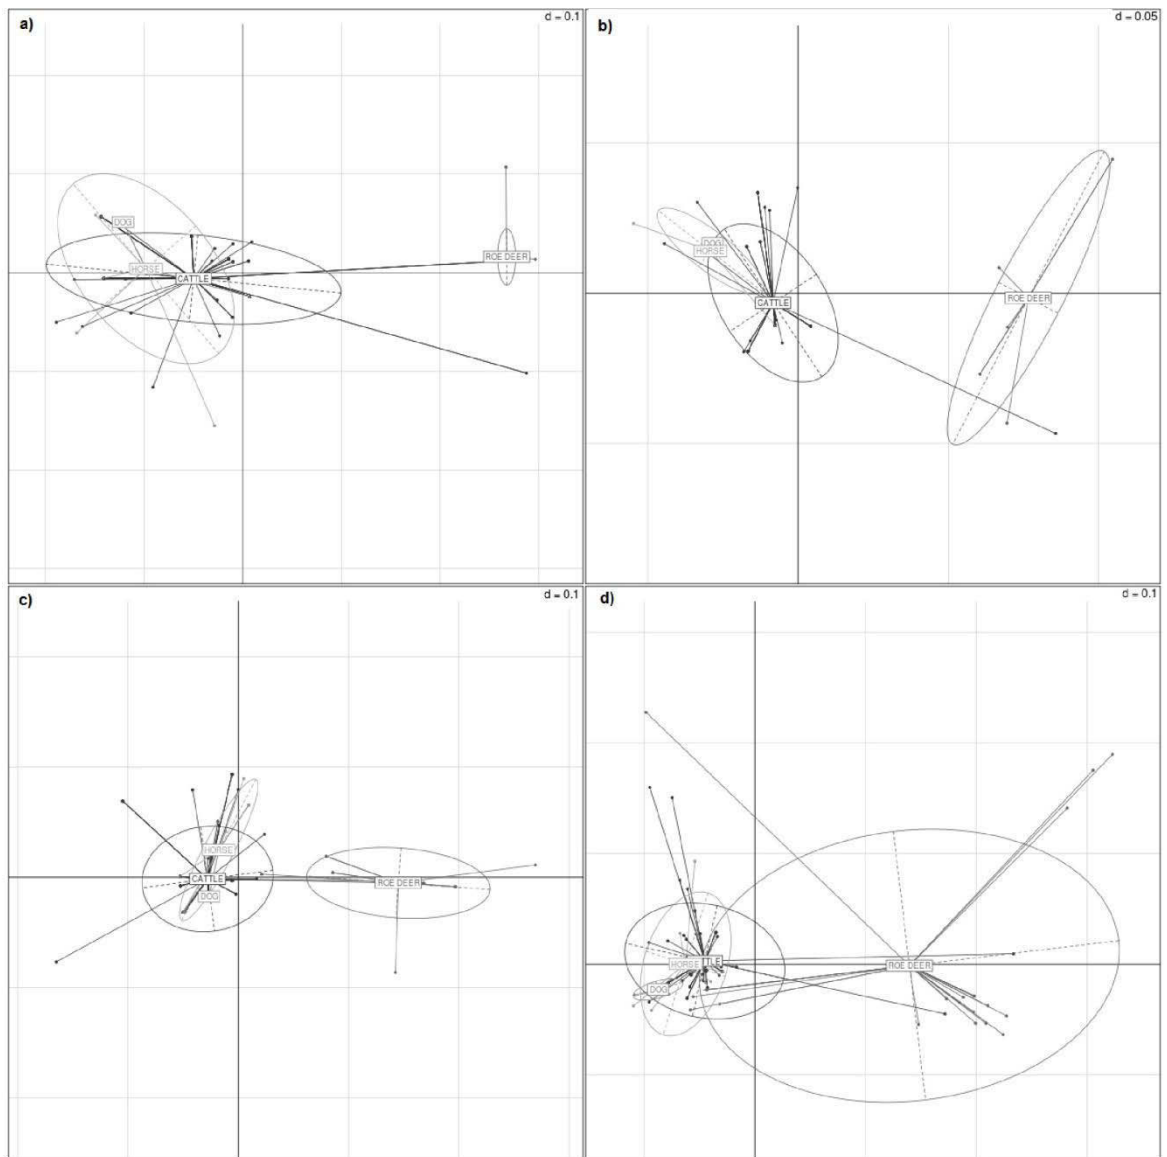 a)
d = 0.1
DOG
HORSE
CATTLE
ROE DEER
b)
d = 0.05
DOG
HORSE
CATTLE
ROE DEER
c)
d = 0.1
HORSE
CATTLE
DOG
ROE DEER
d)
d = 0.1
HORSE
TLE
DOG
ROE DEER